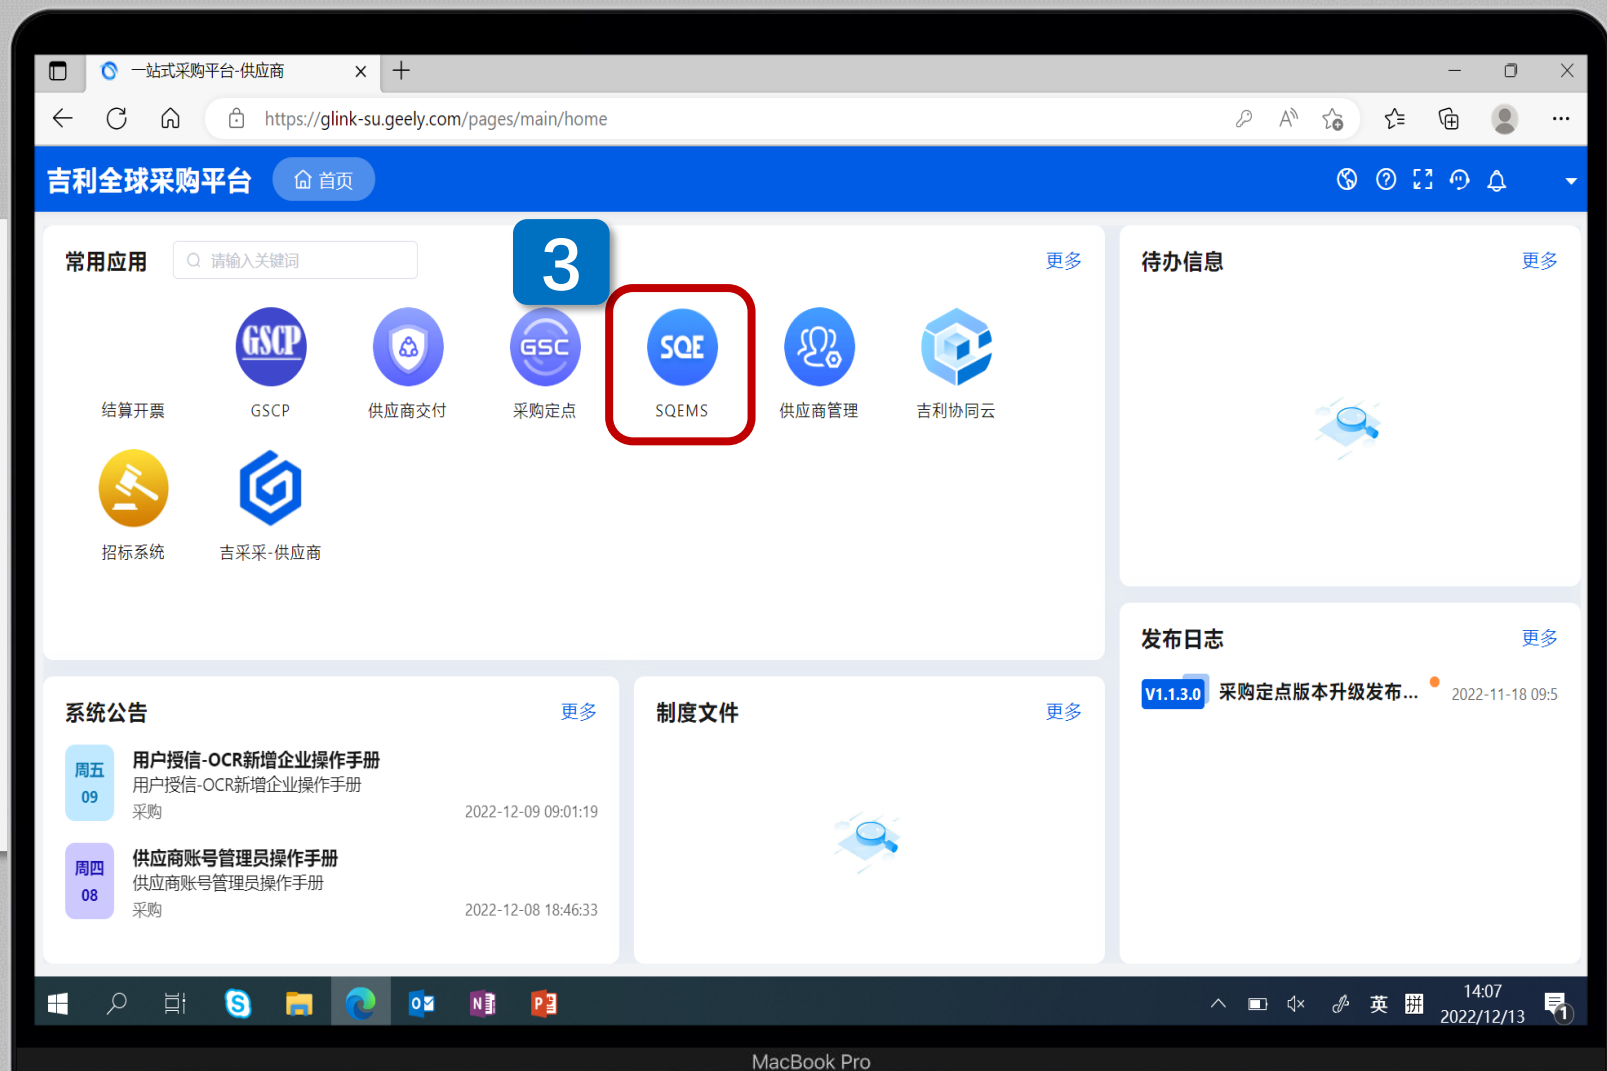 一站式采购平台-供应商
https://glink-su.geely.com/pages/main/home
吉利全球采购平台 首页
常用应用 请输入关键词 3 更多
GSCP GSC SQE
结算开票 GSCP 供应商交付 采购定点 SQEMS 供应商管理 吉利协同云
招标系统 吉采采-供应商
待办信息 更多
发布日志 更多
V1.1.3.0 采购定点版本升级发布... 2022-11-18 09:5
系统公告 更多
周五 09
用户授信-OCR新增企业操作手册
用户授信-OCR新增企业操作手册
采购 2022-12-09 09:01:19
周四 08
供应商账号管理员操作手册
供应商账号管理员操作手册
采购 2022-12-08 18:46:33
制度文件 更多
英 拼 14:07
2022/12/13 1
MacBook Pro